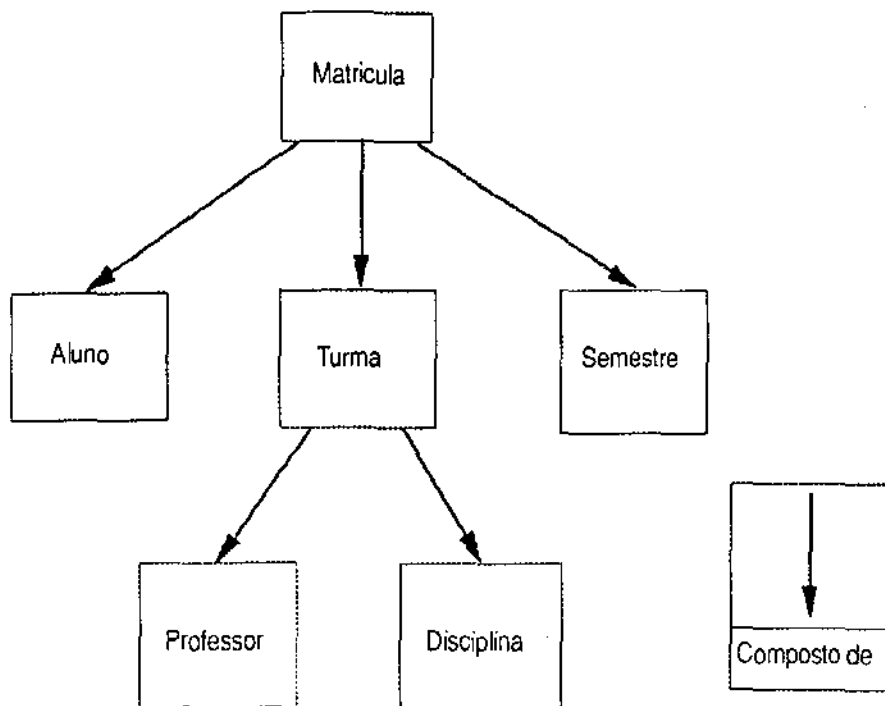 Matricula
Aluno
Turma
Semestre
Professor
Disciplina
Composto de